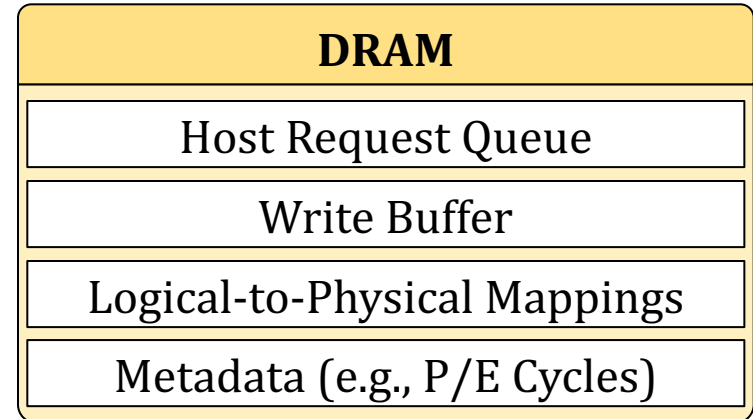 DRAM
Host Request Queue
Write Buffer
Logical-to-Physical Mappings
Metadata (e.g., P/E Cycles)